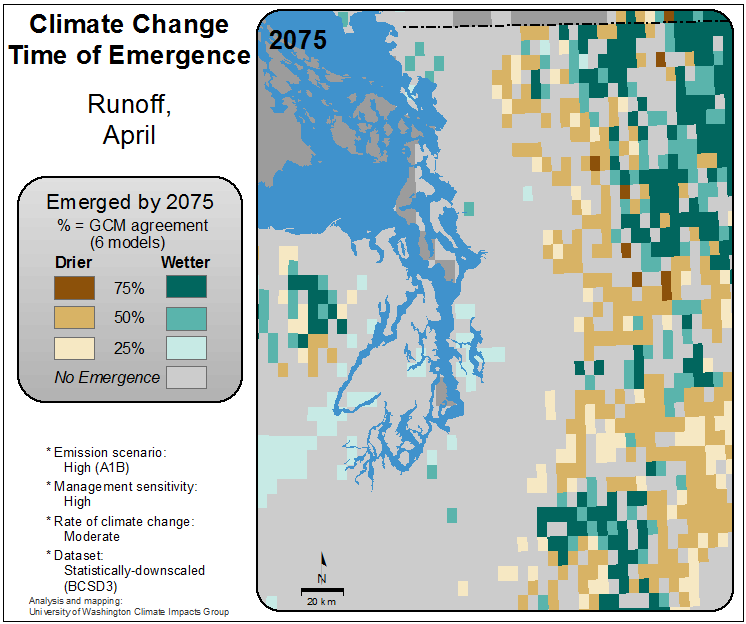 Climate Change
Time of Emergence
Runoff,
April
Emerged by 2075
% = GCM agreement
(6 models)
Drier Wetter
75%
50%
25%
No Emergence
* Emission scenario:
High (A1B)
* Management sensitivity:
High
* Rate of climate change:
Moderate
* Dataset:
Statistically-downscaled
(BCSD3)
Analysis and mapping:
University of Washington Climate Impacts Group
2075
N
20 km